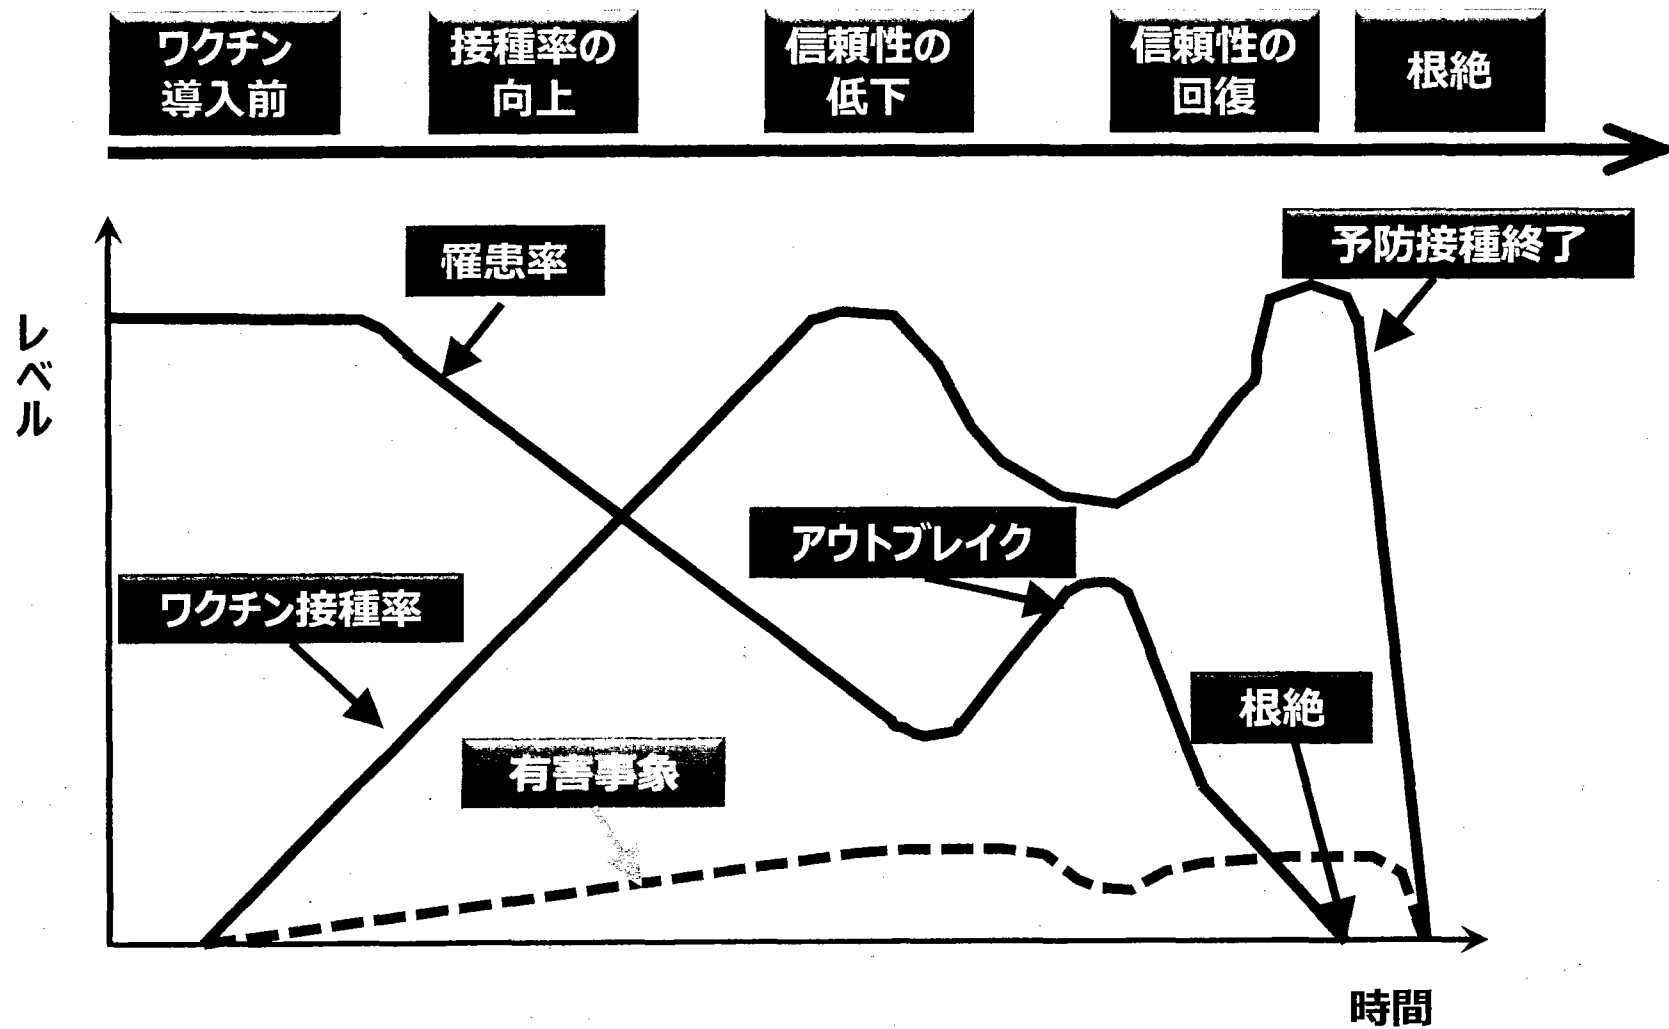 ワクチン
導入前
接種率の
向上
信頼性の
低下
信頼性の
回復
根絶
レベル
罹患率
予防接種終了
アウトブレイク
ワクチン接種率
根絶
有害事象
時間